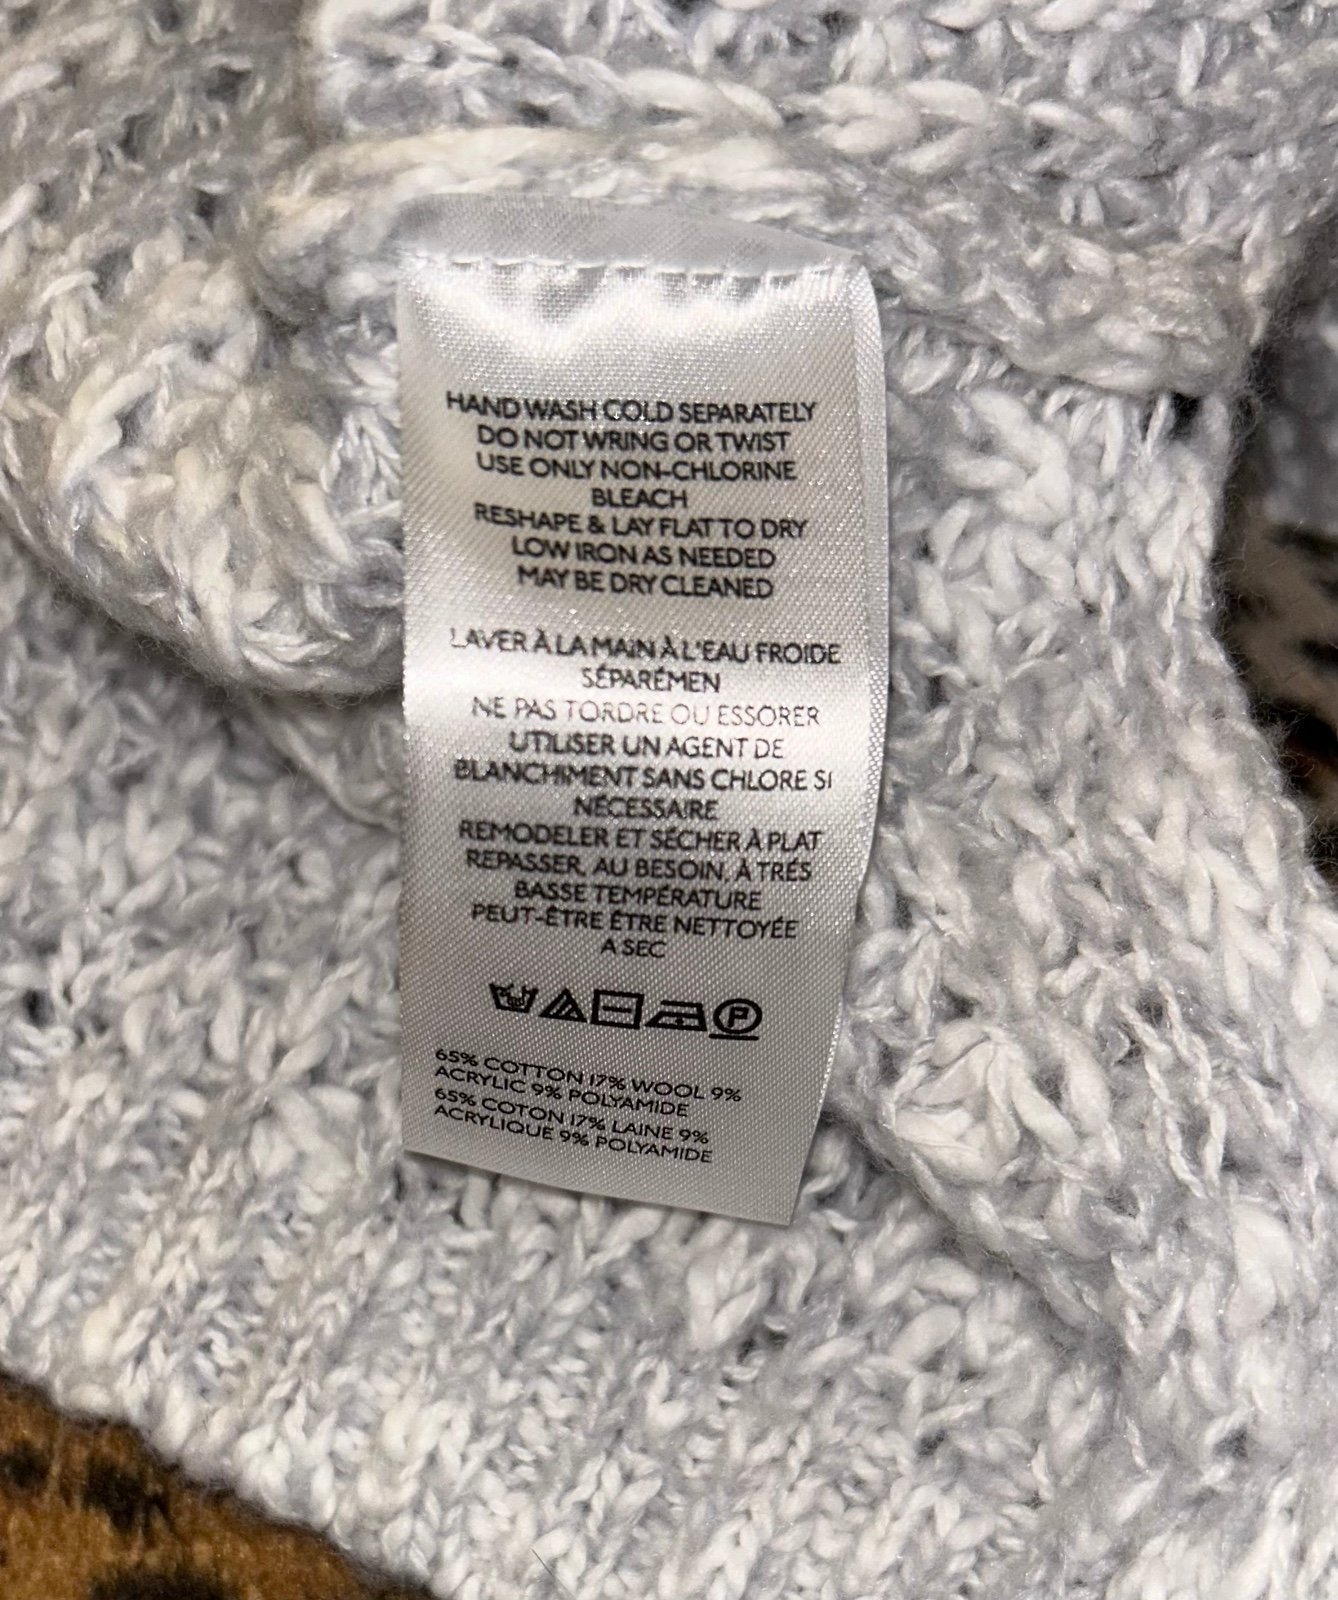 HAND WASH COLD SEPARATELY
DO NOT WRING OR TWIST
USE ONLY NON-CHLORINE
BLEACH
RESHAPE & LAY FLAT TO DRY
LOW IRON AS NEEDED
MAY BE DRY CLEANED
LAVER À LA MAIN À L'EAU FROIDE
SÉPARÉMEN
NE PAS TORDRE OU ESSORER
UTILISER UN AGENT DE
BLANCHIMENT SANS CHLORE SI
NÉCESSAIRE
REMODELER ET SÉCHER À PLAT
REPASSER, AU BESOIN, À TRÉS
BASSE TEMPÉRATURE
PEUT-ÊTRE ÊTRE NETTOYÉE
A SEC
P
65% COTTON 17% WOOL 9%
ACRYLIC 9% POLYAMIDE
65% COTON 17% LAINE 9%
ACRYLIQUE 9% POLYAMIDE